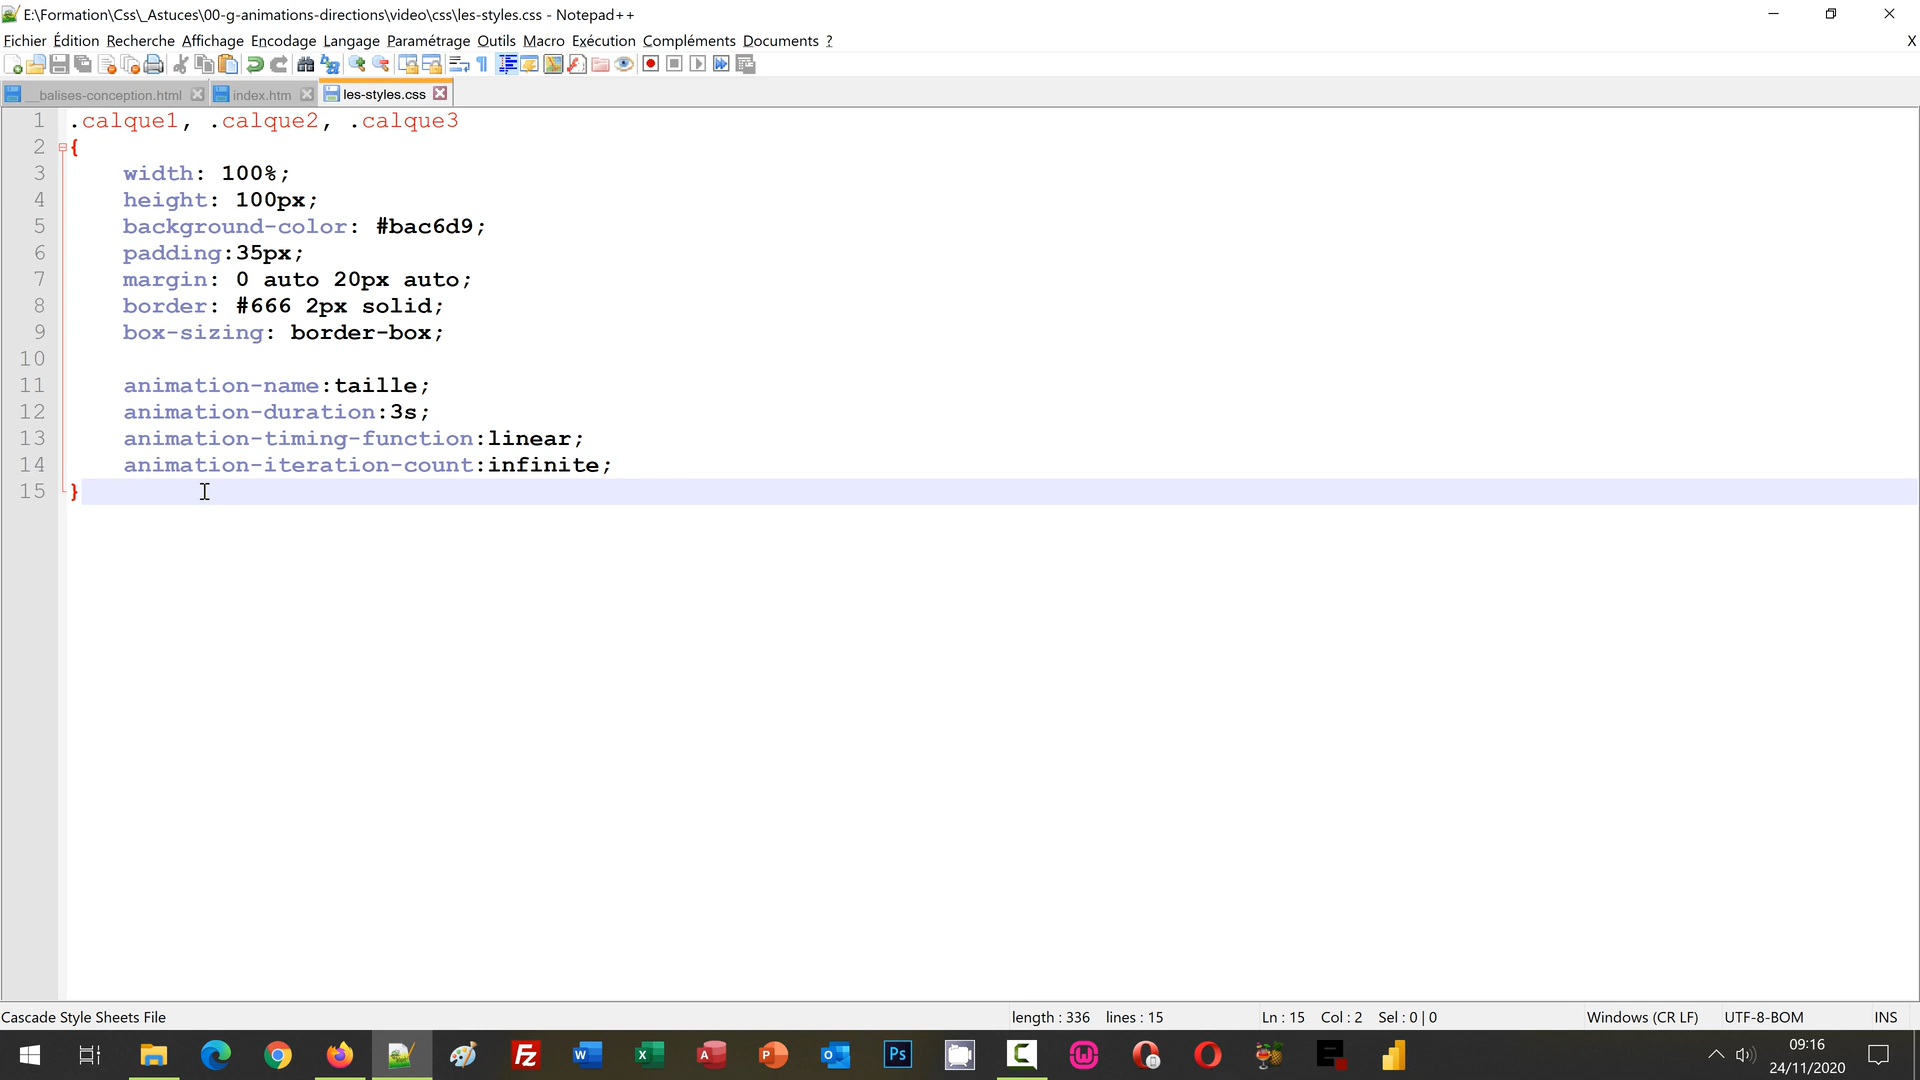 E:\Formation\Css\_Astuces\00-g-animations-directions\video\css\les-styles.css - Notepad++
Fichier Édition Recherche Affichage Encodage Langage Paramétrage Outils Macro Exécution Compléments Documents ? X
__balises-conception.html index.htm les-styles.css
1 .calque1, .calque2, .calque3
2 {
3 width: 100%;
4 height: 100px;
5 background-color: #bac6d9;
6 padding:35px;
7 margin: 0 auto 20px auto;
8 border: #666 2px solid;
9 box-sizing: border-box;
10
11 animation-name:taille;
12 animation-duration:3s;
13 animation-timing-function:linear;
14 animation-iteration-count:infinite;
15 }
Cascade Style Sheets File length : 336 lines : 15 Ln : 15 Col : 2 Sel : 0 | 0 Windows (CR LF) UTF-8-BOM INS
09:16
24/11/2020